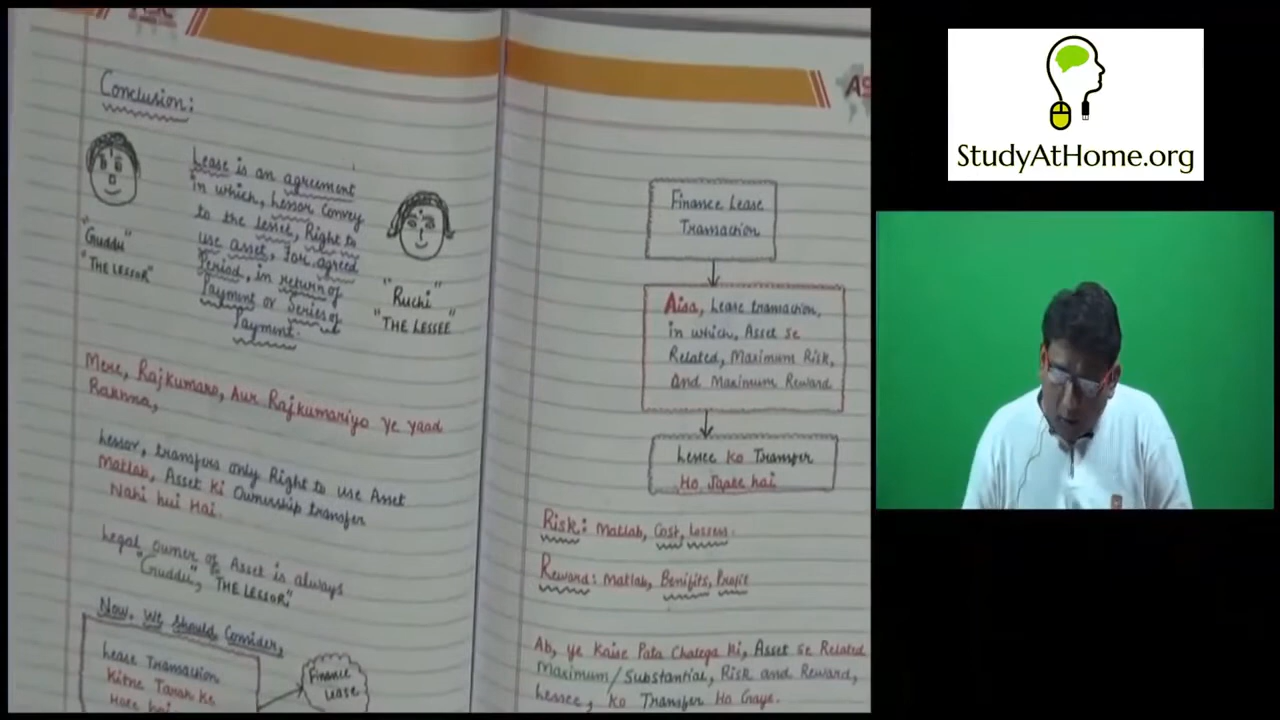 Conclusion:
Lease is an agreement
in which, Lessor convey
to the lessee, Right to
use asset, for agreed
Period, in return of
Payment or Series of
Payment.
"Guddu"
"THE LESSOR"
"Ruchi"
"THE LESSEE"
Mere, Rajkumaro, Aur Rajkumariyo ye yaad
Rakhna,
Lessor, transfers only Right to use Asset
Matlab, Asset ki Ownership transfer
Nahi hui Hai.
Legal owner of Asset is always
"Guddu", "THE LESSOR"
Now, We Should Consider,
Lease Transaction
Kitne Tarah Ke
Hote hai
Finance
Lease
Finance Lease
Transaction
Aisa, Lease transaction,
in which, Asset se
Related, Maximum Risk,
And Maximum Reward
Lessee ko Transfer
Ho Jaate hai
Risk: Matlab, Cost, Losses.
Reward: Matlab, Benifits, Profit
Ab, ye Kaise Pata Chalega Ki, Asset se Related
Maximum/Substantial, Risk and Reward,
Lessee, ko Transfer Ho Gaye.
StudyAtHome.org